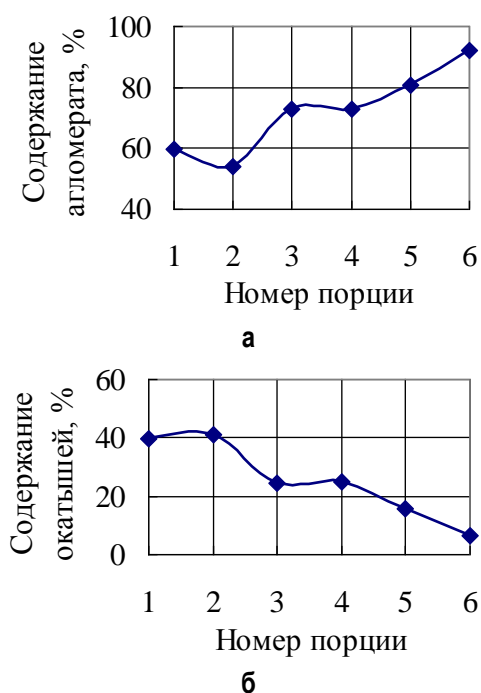 Содержание
агломерата, %
100
80
60
40
1 2 3 4 5 6
Номер порции
а
Содержание
окатышей, %
60
40
20
0
1 2 3 4 5 6
Номер порции
б